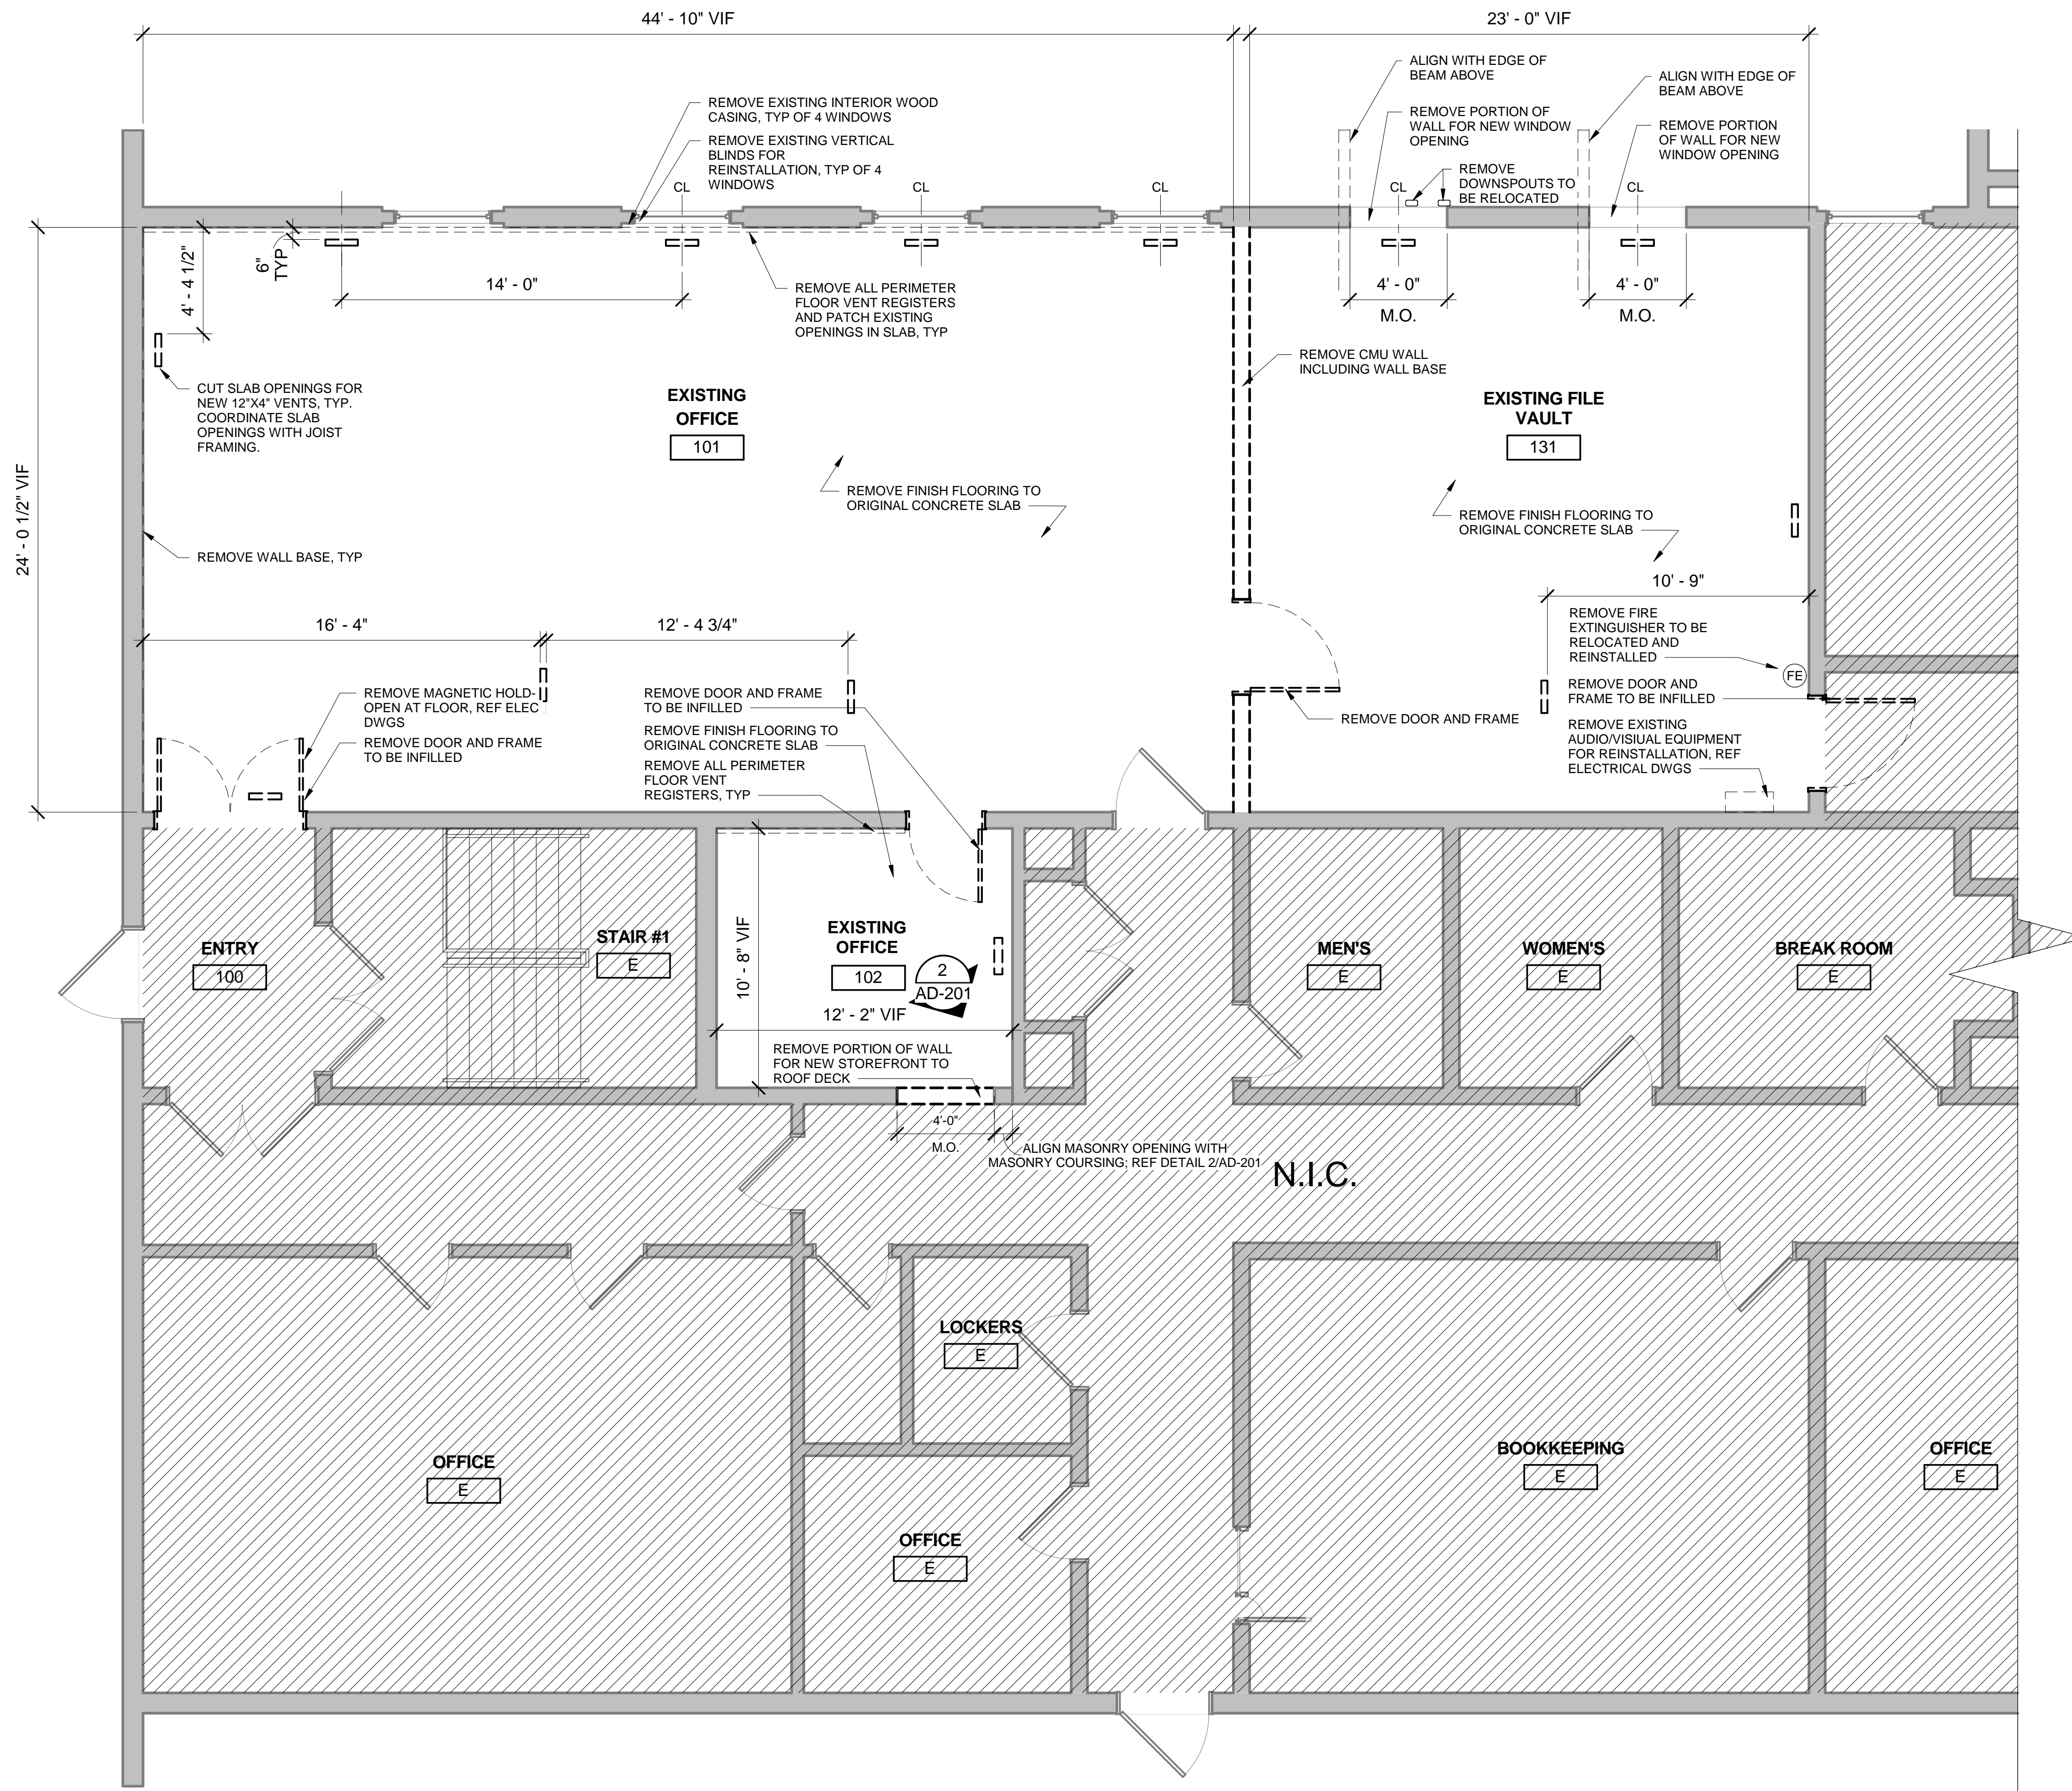 44' - 10" VIF
23' - 0" VIF
ALIGN WITH EDGE OF
BEAM ABOVE
ALIGN WITH EDGE OF
BEAM ABOVE
REMOVE EXISTING INTERIOR WOOD
CASING, TYP OF 4 WINDOWS
REMOVE EXISTING VERTICAL
BLINDS FOR
REINSTALLATION, TYP OF 4
WINDOWS
REMOVE PORTION OF
WALL FOR NEW WINDOW
OPENING
REMOVE PORTION
OF WALL FOR NEW
WINDOW OPENING
REMOVE
DOWNSPOUTS TO
BE RELOCATED
CL
CL
CL
CL
CL
4' - 4 1/2"
6"
TYP
14' - 0"
REMOVE ALL PERIMETER
FLOOR VENT REGISTERS
AND PATCH EXISTING
OPENINGS IN SLAB, TYP
4' - 0"
M.O.
4' - 0"
M.O.
REMOVE CMU WALL
INCLUDING WALL BASE
CUT SLAB OPENINGS FOR
NEW 12"X4" VENTS, TYP.
COORDINATE SLAB
OPENINGS WITH JOIST
FRAMING.
EXISTING
OFFICE
101
EXISTING FILE
VAULT
131
24' - 0 1/2" VIF
REMOVE FINISH FLOORING TO
ORIGINAL CONCRETE SLAB
REMOVE FINISH FLOORING TO
ORIGINAL CONCRETE SLAB
REMOVE WALL BASE, TYP
10' - 9"
16' - 4"
12' - 4 3/4"
REMOVE FIRE
EXTINGUISHER TO BE
RELOCATED AND
REINSTALLED
FE
REMOVE MAGNETIC HOLD-
OPEN AT FLOOR, REF ELEC
DWGS
REMOVE DOOR AND FRAME
TO BE INFILLED
REMOVE DOOR AND FRAME
TO BE INFILLED
REMOVE FINISH FLOORING TO
ORIGINAL CONCRETE SLAB
REMOVE ALL PERIMETER
FLOOR VENT
REGISTERS, TYP
REMOVE DOOR AND FRAME
REMOVE DOOR AND
FRAME TO BE INFILLED
REMOVE EXISTING
AUDIO/VISIUAL EQUIPMENT
FOR REINSTALLATION, REF
ELECTRICAL DWGS
ENTRY
100
STAIR #1
E
10' - 8" VIF
EXISTING
OFFICE
102
2
AD-201
12' - 2" VIF
MEN'S
E
WOMEN'S
E
BREAK ROOM
E
REMOVE PORTION OF WALL
FOR NEW STOREFRONT TO
ROOF DECK
4'-0"
M.O.
ALIGN MASONRY OPENING WITH
MASONRY COURSING; REF DETAIL 2/AD-201
N.I.C.
LOCKERS
E
OFFICE
E
OFFICE
E
BOOKKEEPING
E
OFFICE
E